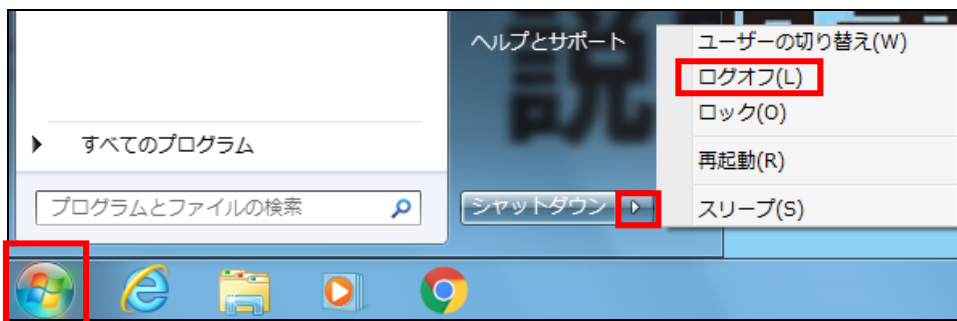 ヘルプとサポート
すべてのプログラム
プログラムとファイルの検索
シャットダウン
ユーザーの切り替え(W)
ログオフ(L)
ロック(O)
再起動(R)
スリープ(S)
説